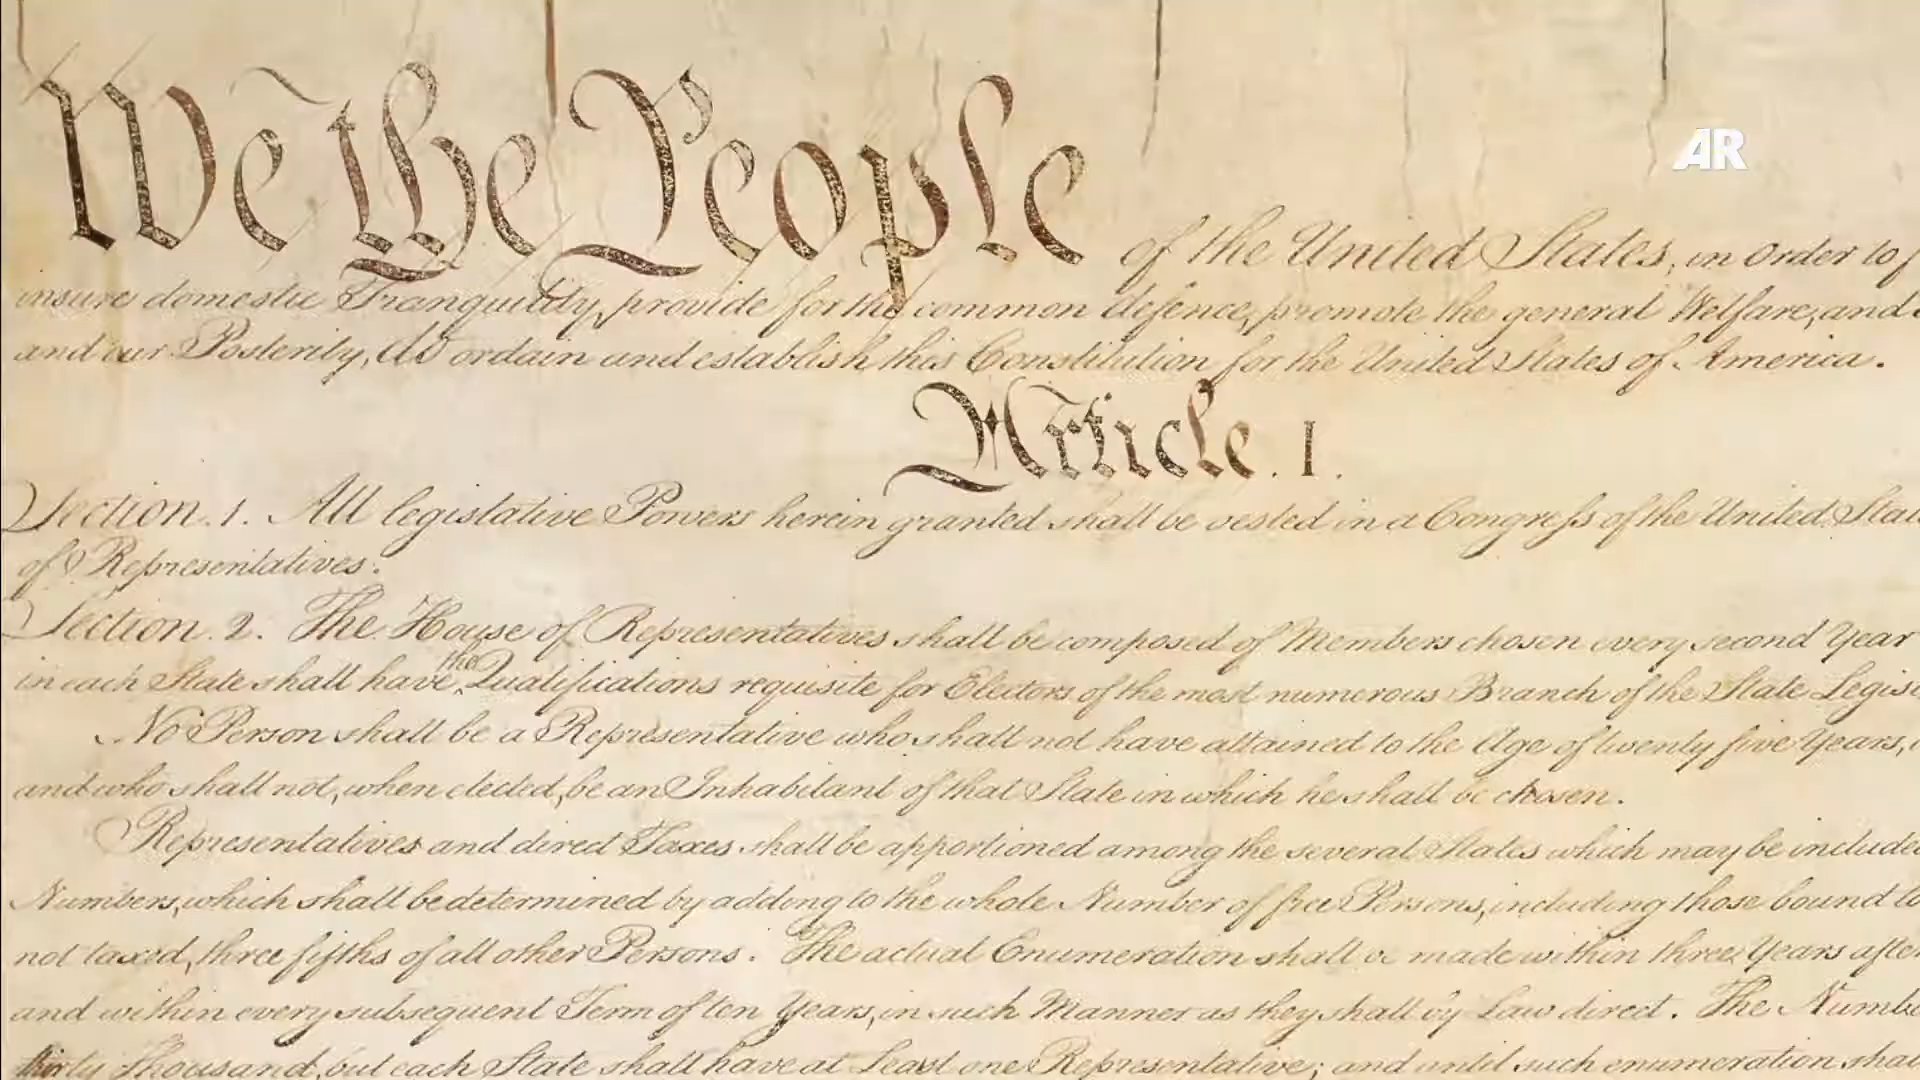 AR
We the People of the United States, in Order to
insure domestic Tranquility, provide for the common defence, promote the general Welfare, and
and our Posterity, do ordain and establish this Constitution for the United States of America.
Article. I.
Section. 1. All legislative Powers herein granted shall be vested in a Congress of the United Stat
of Representatives.
Section. 2. The House of Representatives shall be composed of Members chosen every second Year
in each State shall have the Qualifications requisite for Electors of the most numerous Branch of the State Legis
No Person shall be a Representative who shall not have attained to the Age of twenty five Years,
and who shall not, when elected, be an Inhabitant of that State in which he shall be chosen.
Representatives and direct Taxes shall be apportioned among the several States which may be include
Numbers, which shall be determined by adding to the whole Number of free Persons, including those bound to
not taxed, three fifths of all other Persons. The actual Enumeration shall be made within three Years after
and within every subsequent Term of ten Years, in such Manner as they shall by Law direct. The Numbe
thirty Thousand, but each State shall have at Least one Representative; and until such enumeration shal